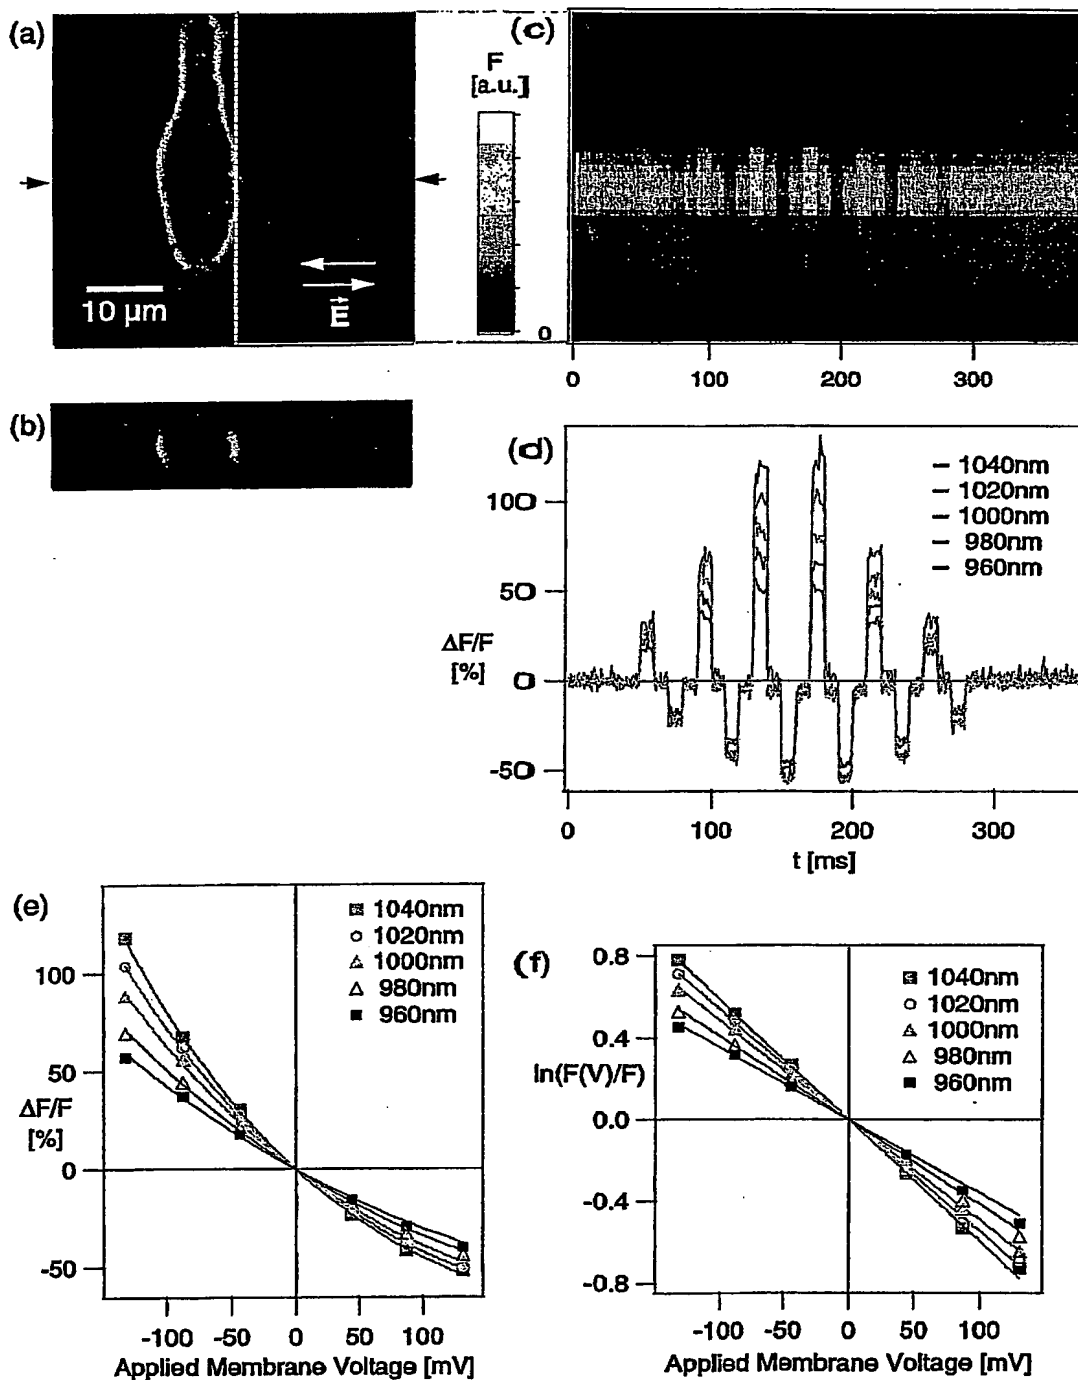 (a)
10 µm
E
F
[a.u.]
0
(c)
0 100 200 300
(b)
(d)
1040nm
1020nm
1000nm
980nm
960nm
100
50
0
-50
ΔF/F
[%]
0 100 200 300
t [ms]
(e)
1040nm
1020nm
1000nm
980nm
960nm
100
50
0
-50
ΔF/F
[%]
-100 -50 0 50 100
Applied Membrane Voltage [mV]
(f)
1040nm
1020nm
1000nm
980nm
960nm
0.8
0.4
0.0
-0.4
-0.8
ln(F(V)/F)
-100 -50 0 50 100
Applied Membrane Voltage [mV]